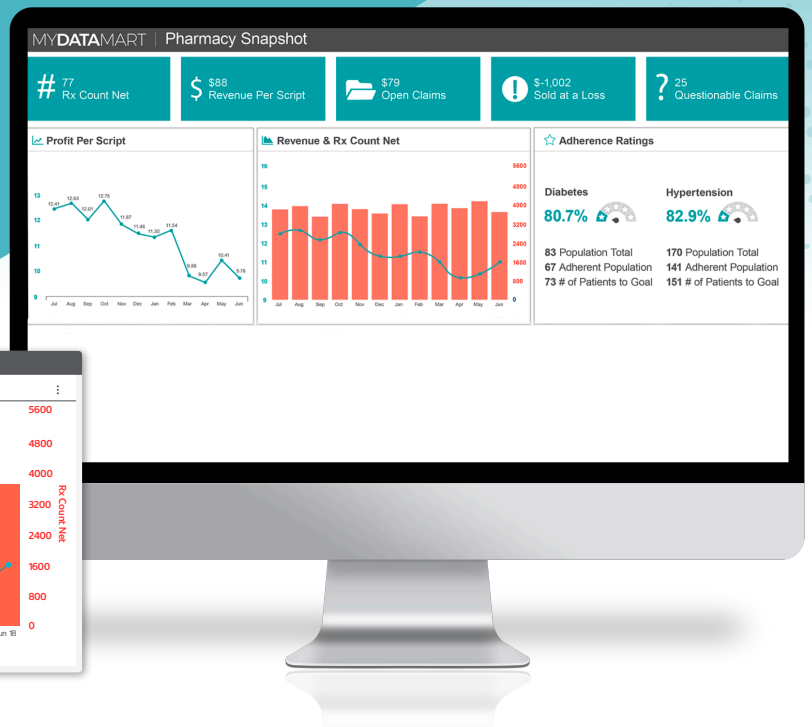 MYDATAMART | Pharmacy Snapshot
# 77
Rx Count Net
$ $88
Revenue Per Script
$79
Open Claims
! $-1,002
Sold at a Loss
? 25
Questionable Claims
Profit Per Script
13
12
11
10
9
12.41
12.63
12.01
12.75
11.87
11.48
11.30
11.54
9.88
9.57
10.41
9.78
Jul Aug Sep Oct Nov Dec Jan Feb Mar Apr May Jun
Revenue & Rx Count Net
16
15
14
13
12
11
10
9
5600
4800
4000
3200
2400
1600
800
0
Jul Aug Sep Oct Nov Dec Jan Feb Mar Apr May Jun
Adherence Ratings
Diabetes
80.7%
83 Population Total
67 Adherent Population
73 # of Patients to Goal
Hypertension
82.9%
170 Population Total
141 Adherent Population
151 # of Patients to Goal
5600
4800
4000
3200
2400
1600
800
0
Rx Count Net
un 18